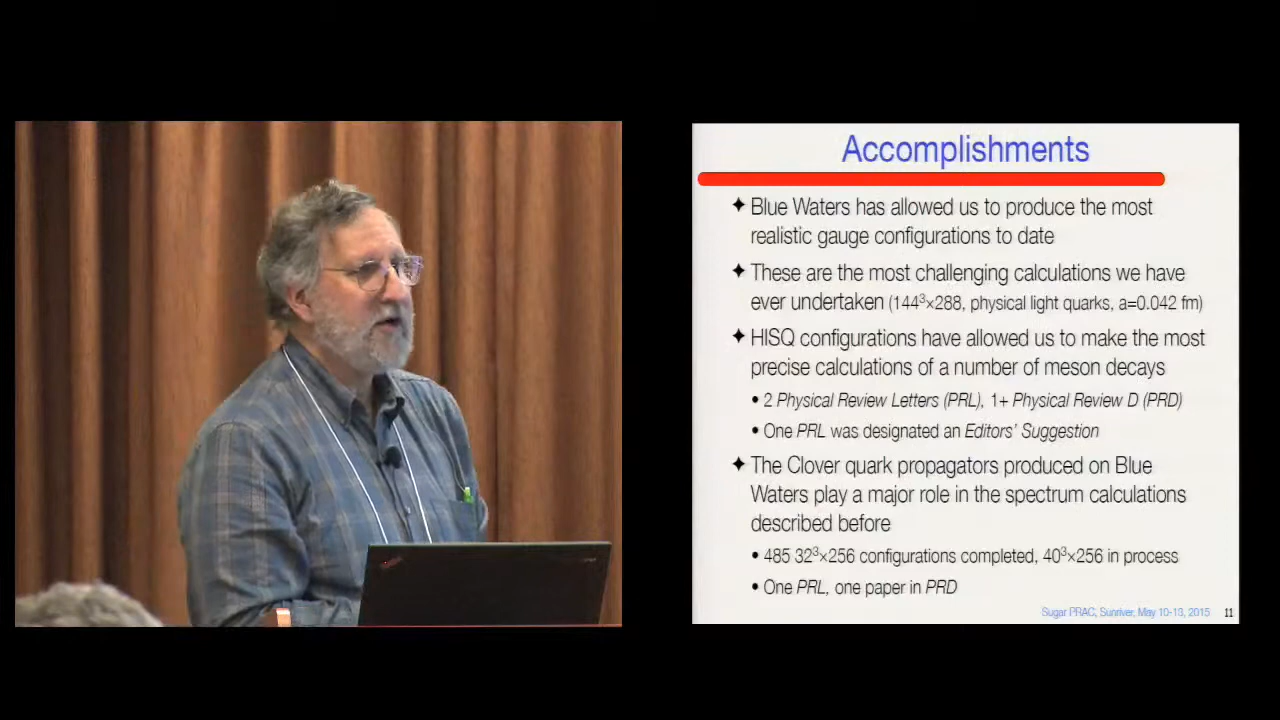 Accomplishments
✦ Blue Waters has allowed us to produce the most
realistic gauge configurations to date
✦ These are the most challenging calculations we have
ever undertaken (144³×288, physical light quarks, a=0.042 fm)
✦ HISQ configurations have allowed us to make the most
precise calculations of a number of meson decays
• 2 Physical Review Letters (PRL), 1+ Physical Review D (PRD)
• One PRL was designated an Editors' Suggestion
✦ The Clover quark propagators produced on Blue
Waters play a major role in the spectrum calculations
described before
• 485 32³×256 configurations completed, 40³×256 in process
• One PRL, one paper in PRD
Sugar PRAC, Sunriver, May 10-13, 2015 11